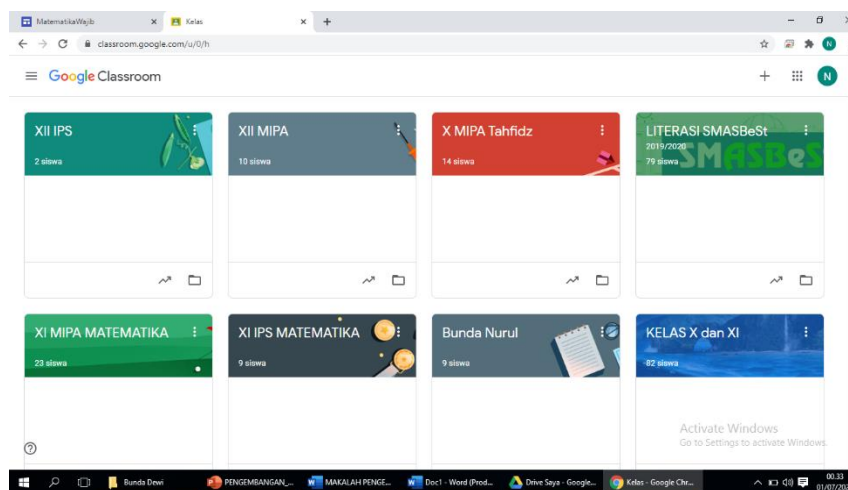 MatematikaWajib
Kelas
classroom.google.com/u/0/h
N
Google Classroom
N
XII IPS
2 siswa
XII MIPA
10 siswa
X MIPA Tahfidz
14 siswa
LITERASI SMASBeSt
2019/2020
79 siswa
SMASBeS
XI MIPA MATEMATIKA
23 siswa
XI IPS MATEMATIKA
9 siswa
Bunda Nurul
9 siswa
KELAS X dan XI
82 siswa
Activate Windows
Go to Settings to activate Windows.
Bunda Dewi
PENGEMBANGAN_...
MAKALAH PENGE...
Doc1 - Word (Prod...
Drive Saya - Google...
Kelas - Google Chr...
00.33